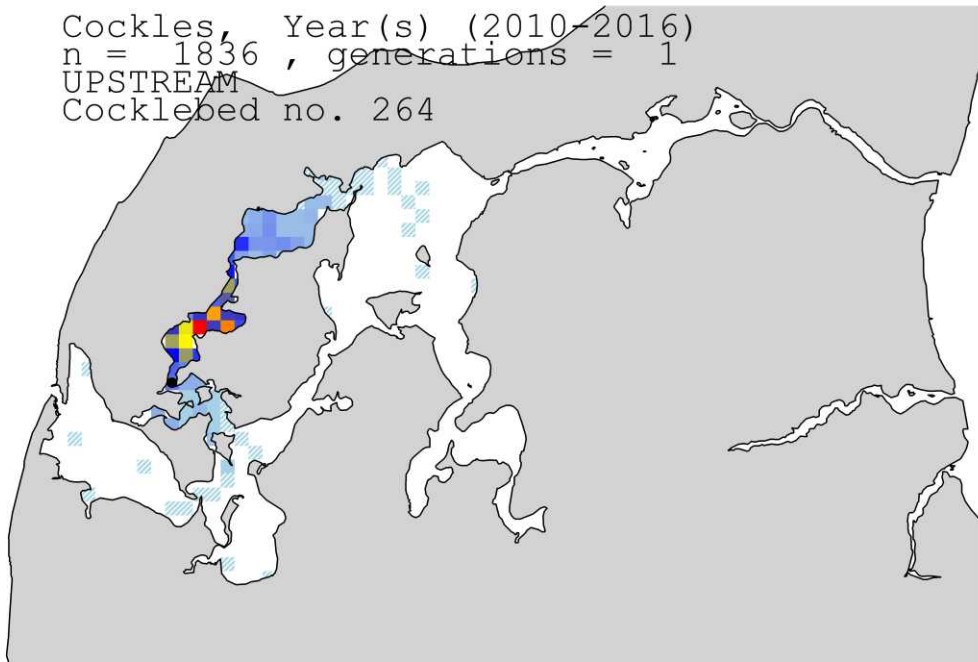 Cockles, Year(s) (2010-2016)
n = 1836 , generations = 1
UPSTREAM
Cocklebed no. 264